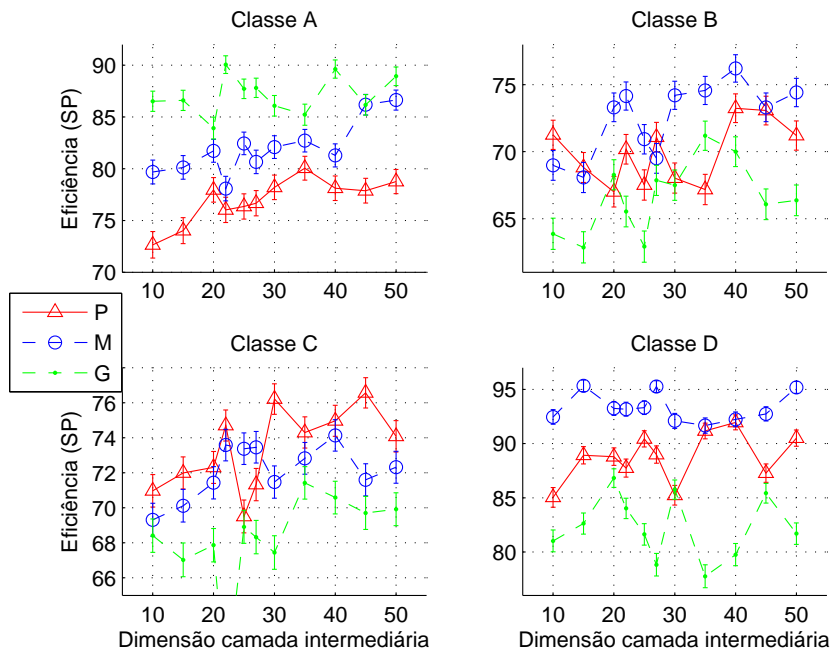 Classe A
Classe B
Eficiência (SP)
90
85
80
75
70
10 20 30 40 50
75
70
65
10 20 30 40 50
P
M
G
Classe C
Classe D
Eficiência (SP)
76
74
72
70
68
66
10 20 30 40 50
Dimensão camada intermediária
95
90
85
80
10 20 30 40 50
Dimensão camada intermediária